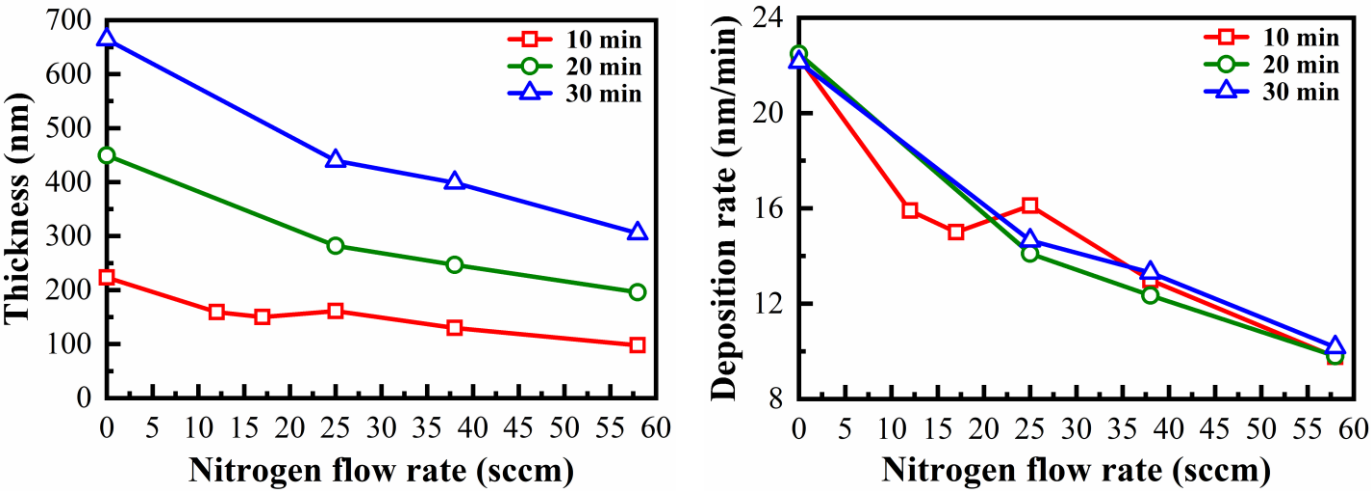 700
600
500
400
300
200
100
0
Thickness (nm)
10 min
20 min
30 min
0 5 10 15 20 25 30 35 40 45 50 55 60
Nitrogen flow rate (sccm)
24
20
16
12
8
Deposition rate (nm/min)
10 min
20 min
30 min
0 5 10 15 20 25 30 35 40 45 50 55 60
Nitrogen flow rate (sccm)